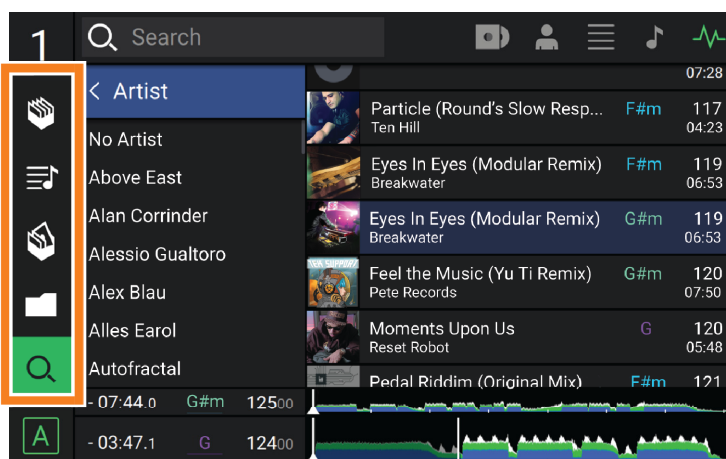 1
Search
Artist
No Artist
Above East
Alan Corrinder
Alessio Gualtoro
Alex Blau
Alles Earol
Autofractal
07:28
Particle (Round's Slow Resp... F#m 117
Ten Hill 04:23
Eyes In Eyes (Modular Remix) F#m 119
Breakwater 06:53
Eyes In Eyes (Modular Remix) G#m 119
Breakwater 06:53
Feel the Music (Yu Ti Remix) G#m 120
Pete Records 07:50
Moments Upon Us G 120
Reset Robot 05:48
Pedal Riddim (Original Mix) F#m 121
- 07:44.0 G#m 12500
A
- 03:47.1 G 12400